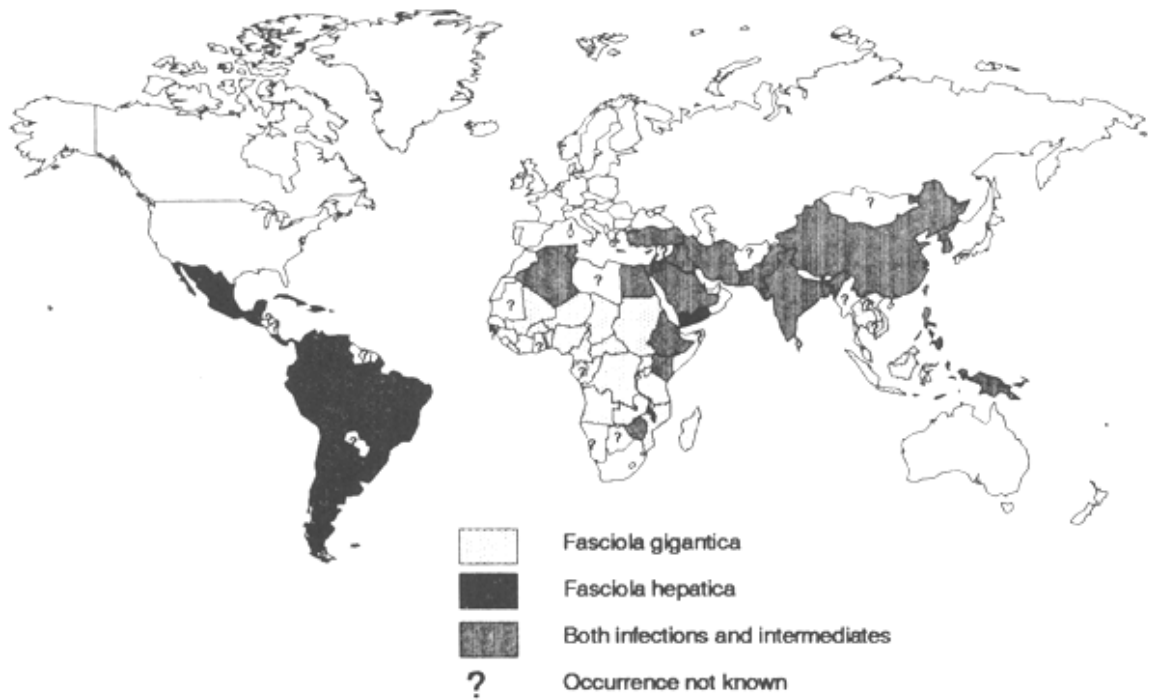 Fasciola gigantica
Fasciola hepatica
Both infections and intermediates
? Occurrence not known